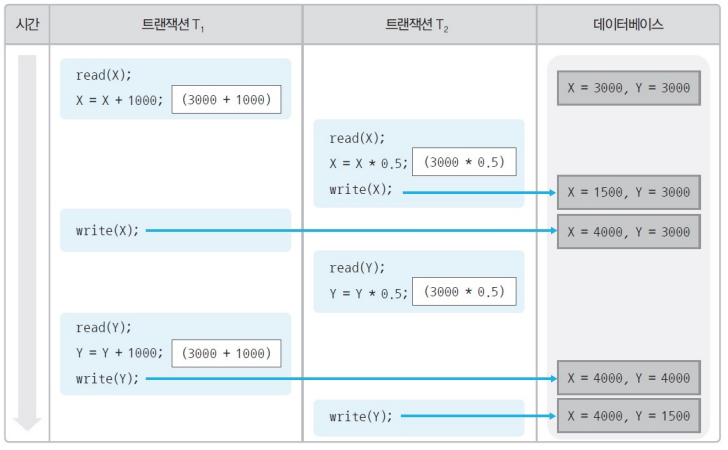 시간 트랜잭션 T1 트랜잭션 T2 데이터베이스
read(X);
X = X + 1000; (3000 + 1000)
X = 3000, Y = 3000
read(X);
X = X * 0.5; (3000 * 0.5)
write(X);
X = 1500, Y = 3000
write(X);
X = 4000, Y = 3000
read(Y);
Y = Y * 0.5; (3000 * 0.5)
read(Y);
Y = Y + 1000; (3000 + 1000)
write(Y);
X = 4000, Y = 4000
write(Y);
X = 4000, Y = 1500